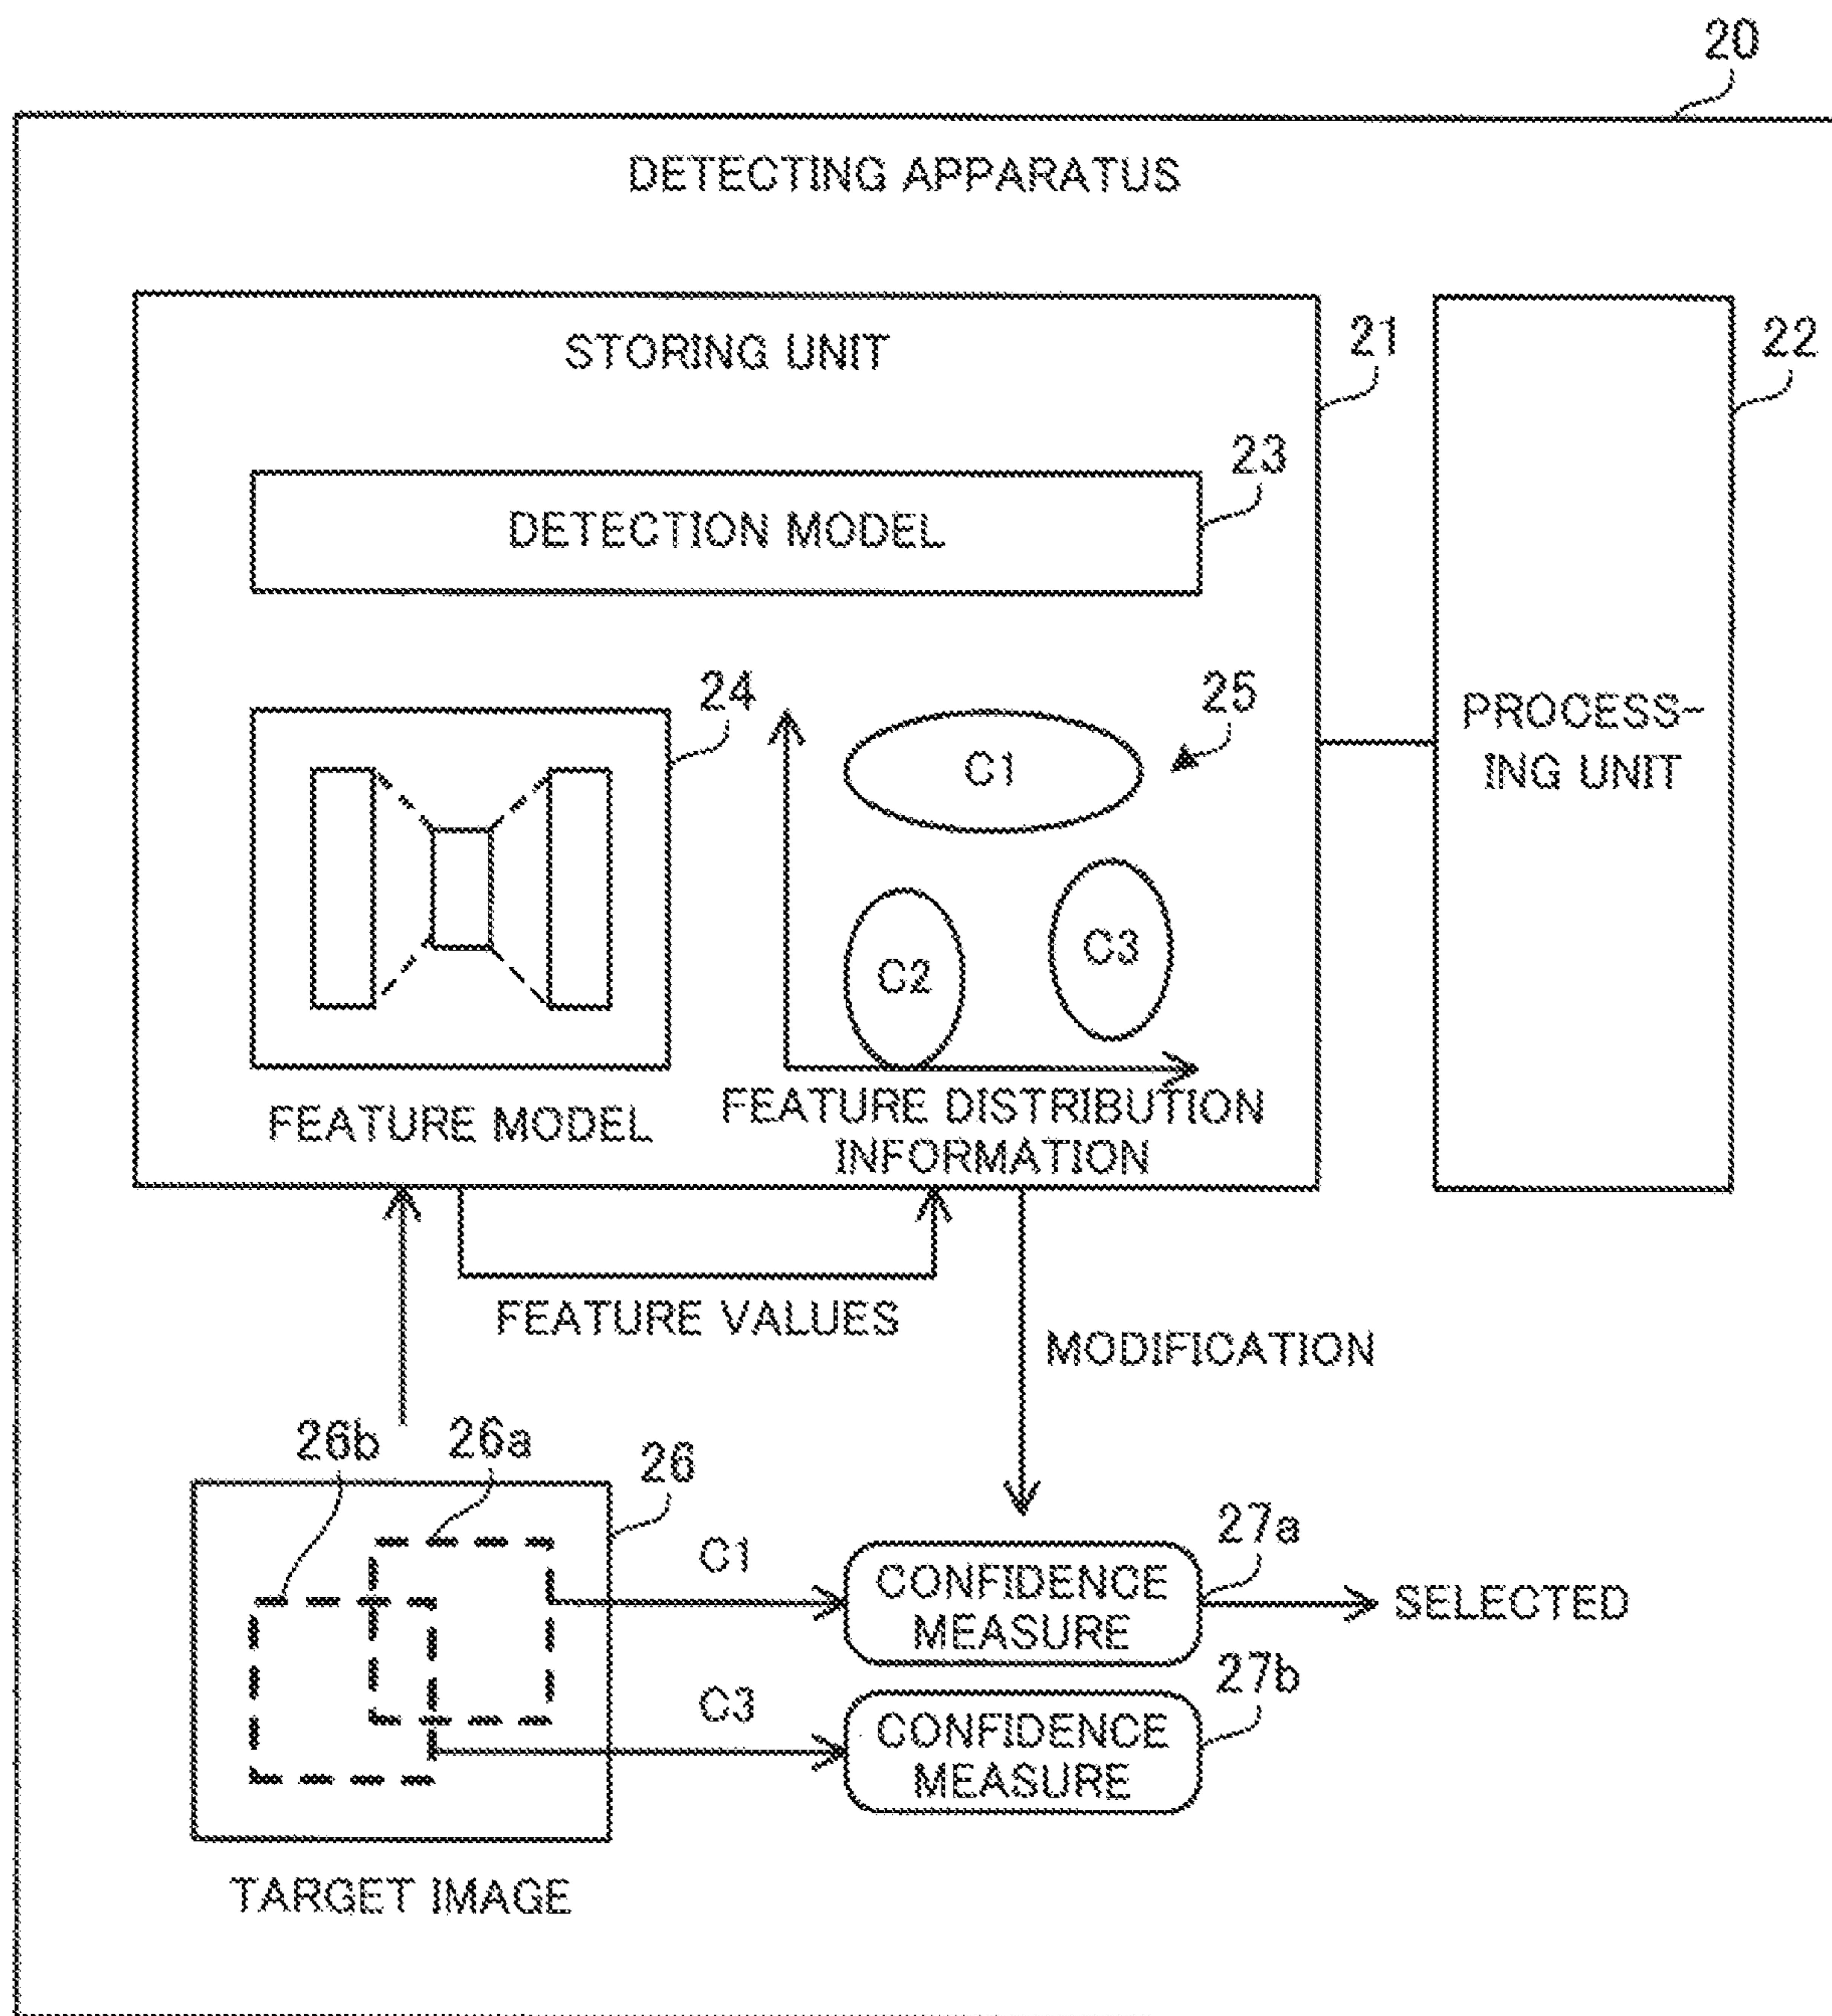 20
DETECTING APPARATUS
STORING UNIT
21
22
23
DETECTION MODEL
24
25
C1
C2
C3
PROCESS-
ING UNIT
FEATURE MODEL
FEATURE DISTRIBUTION
INFORMATION
FEATURE VALUES
MODIFICATION
26b
26a
26
C1
CONFIDENCE
MEASURE
27a
SELECTED
C3
CONFIDENCE
MEASURE
27b
TARGET IMAGE